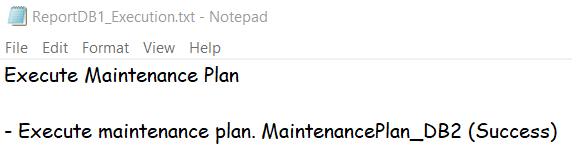 ReportDB1_Execution.txt - Notepad
File Edit Format View Help
Execute Maintenance Plan
- Execute maintenance plan. MaintenancePlan_DB2 (Success)